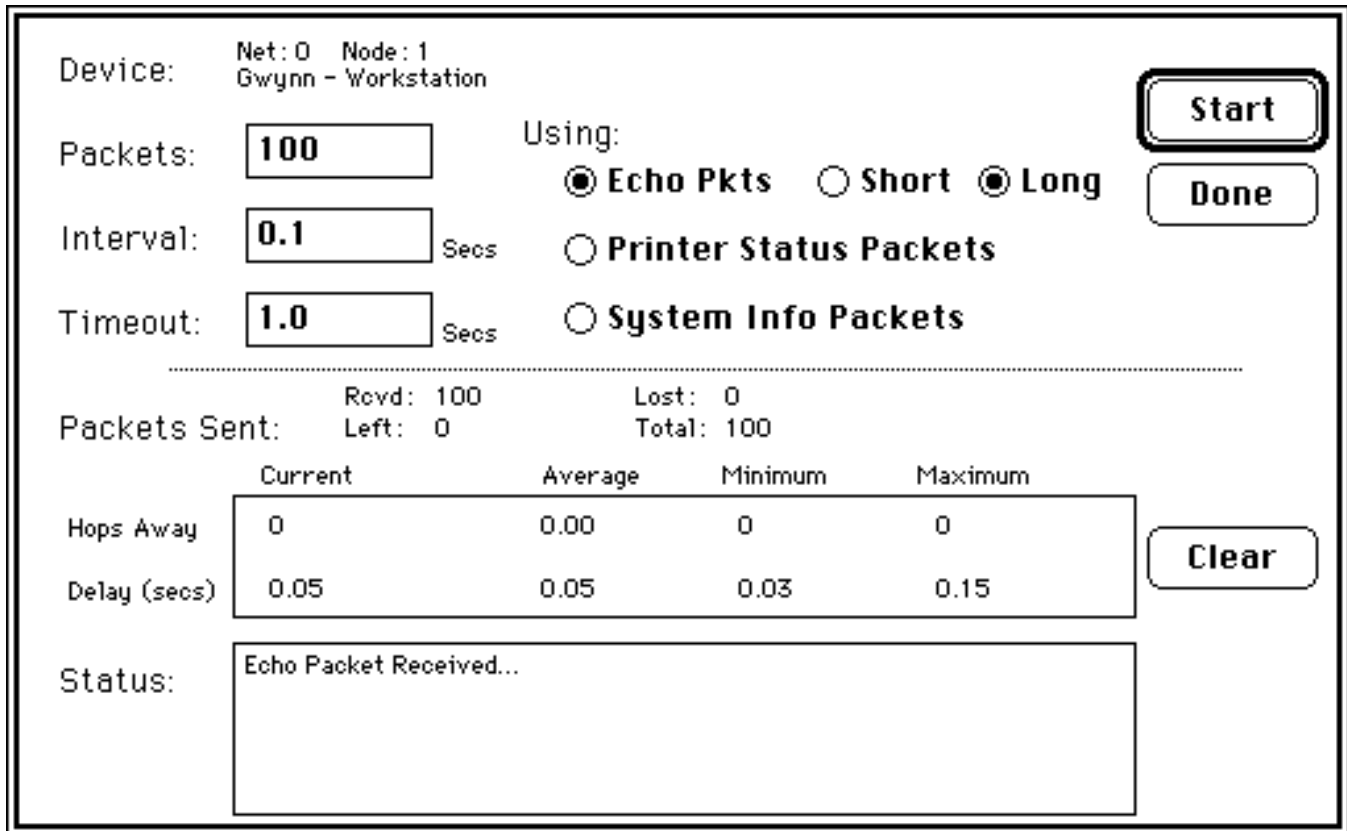 Device: Net: 0 Node: 1
Gwynn - Workstation
Start
Packets: 100
Using:
Echo Pkts Short Long
Done
Interval: 0.1 Secs
Printer Status Packets
Timeout: 1.0 Secs
System Info Packets
Packets Sent: Rcvd: 100 Lost: 0
Left: 0 Total: 100
Current Average Minimum Maximum
Hops Away 0 0.00 0 0
Delay (secs) 0.05 0.05 0.03 0.15
Clear
Status: Echo Packet Received...